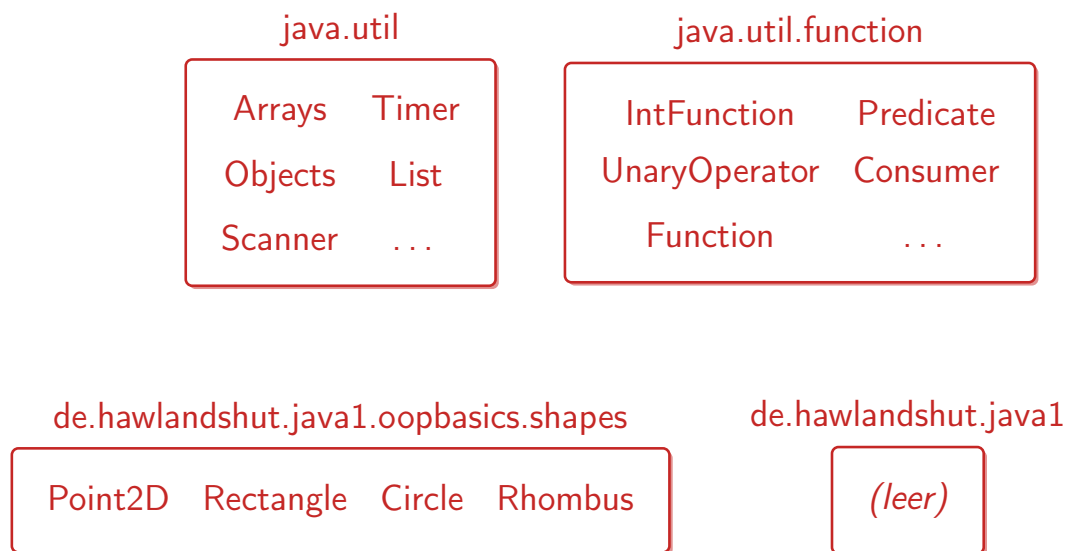 java.util
Arrays Timer
Objects List
Scanner ...
java.util.function
IntFunction Predicate
UnaryOperator Consumer
Function ...
de.hawlandshut.java1.oopbasics.shapes
Point2D Rectangle Circle Rhombus
de.hawlandshut.java1
(leer)